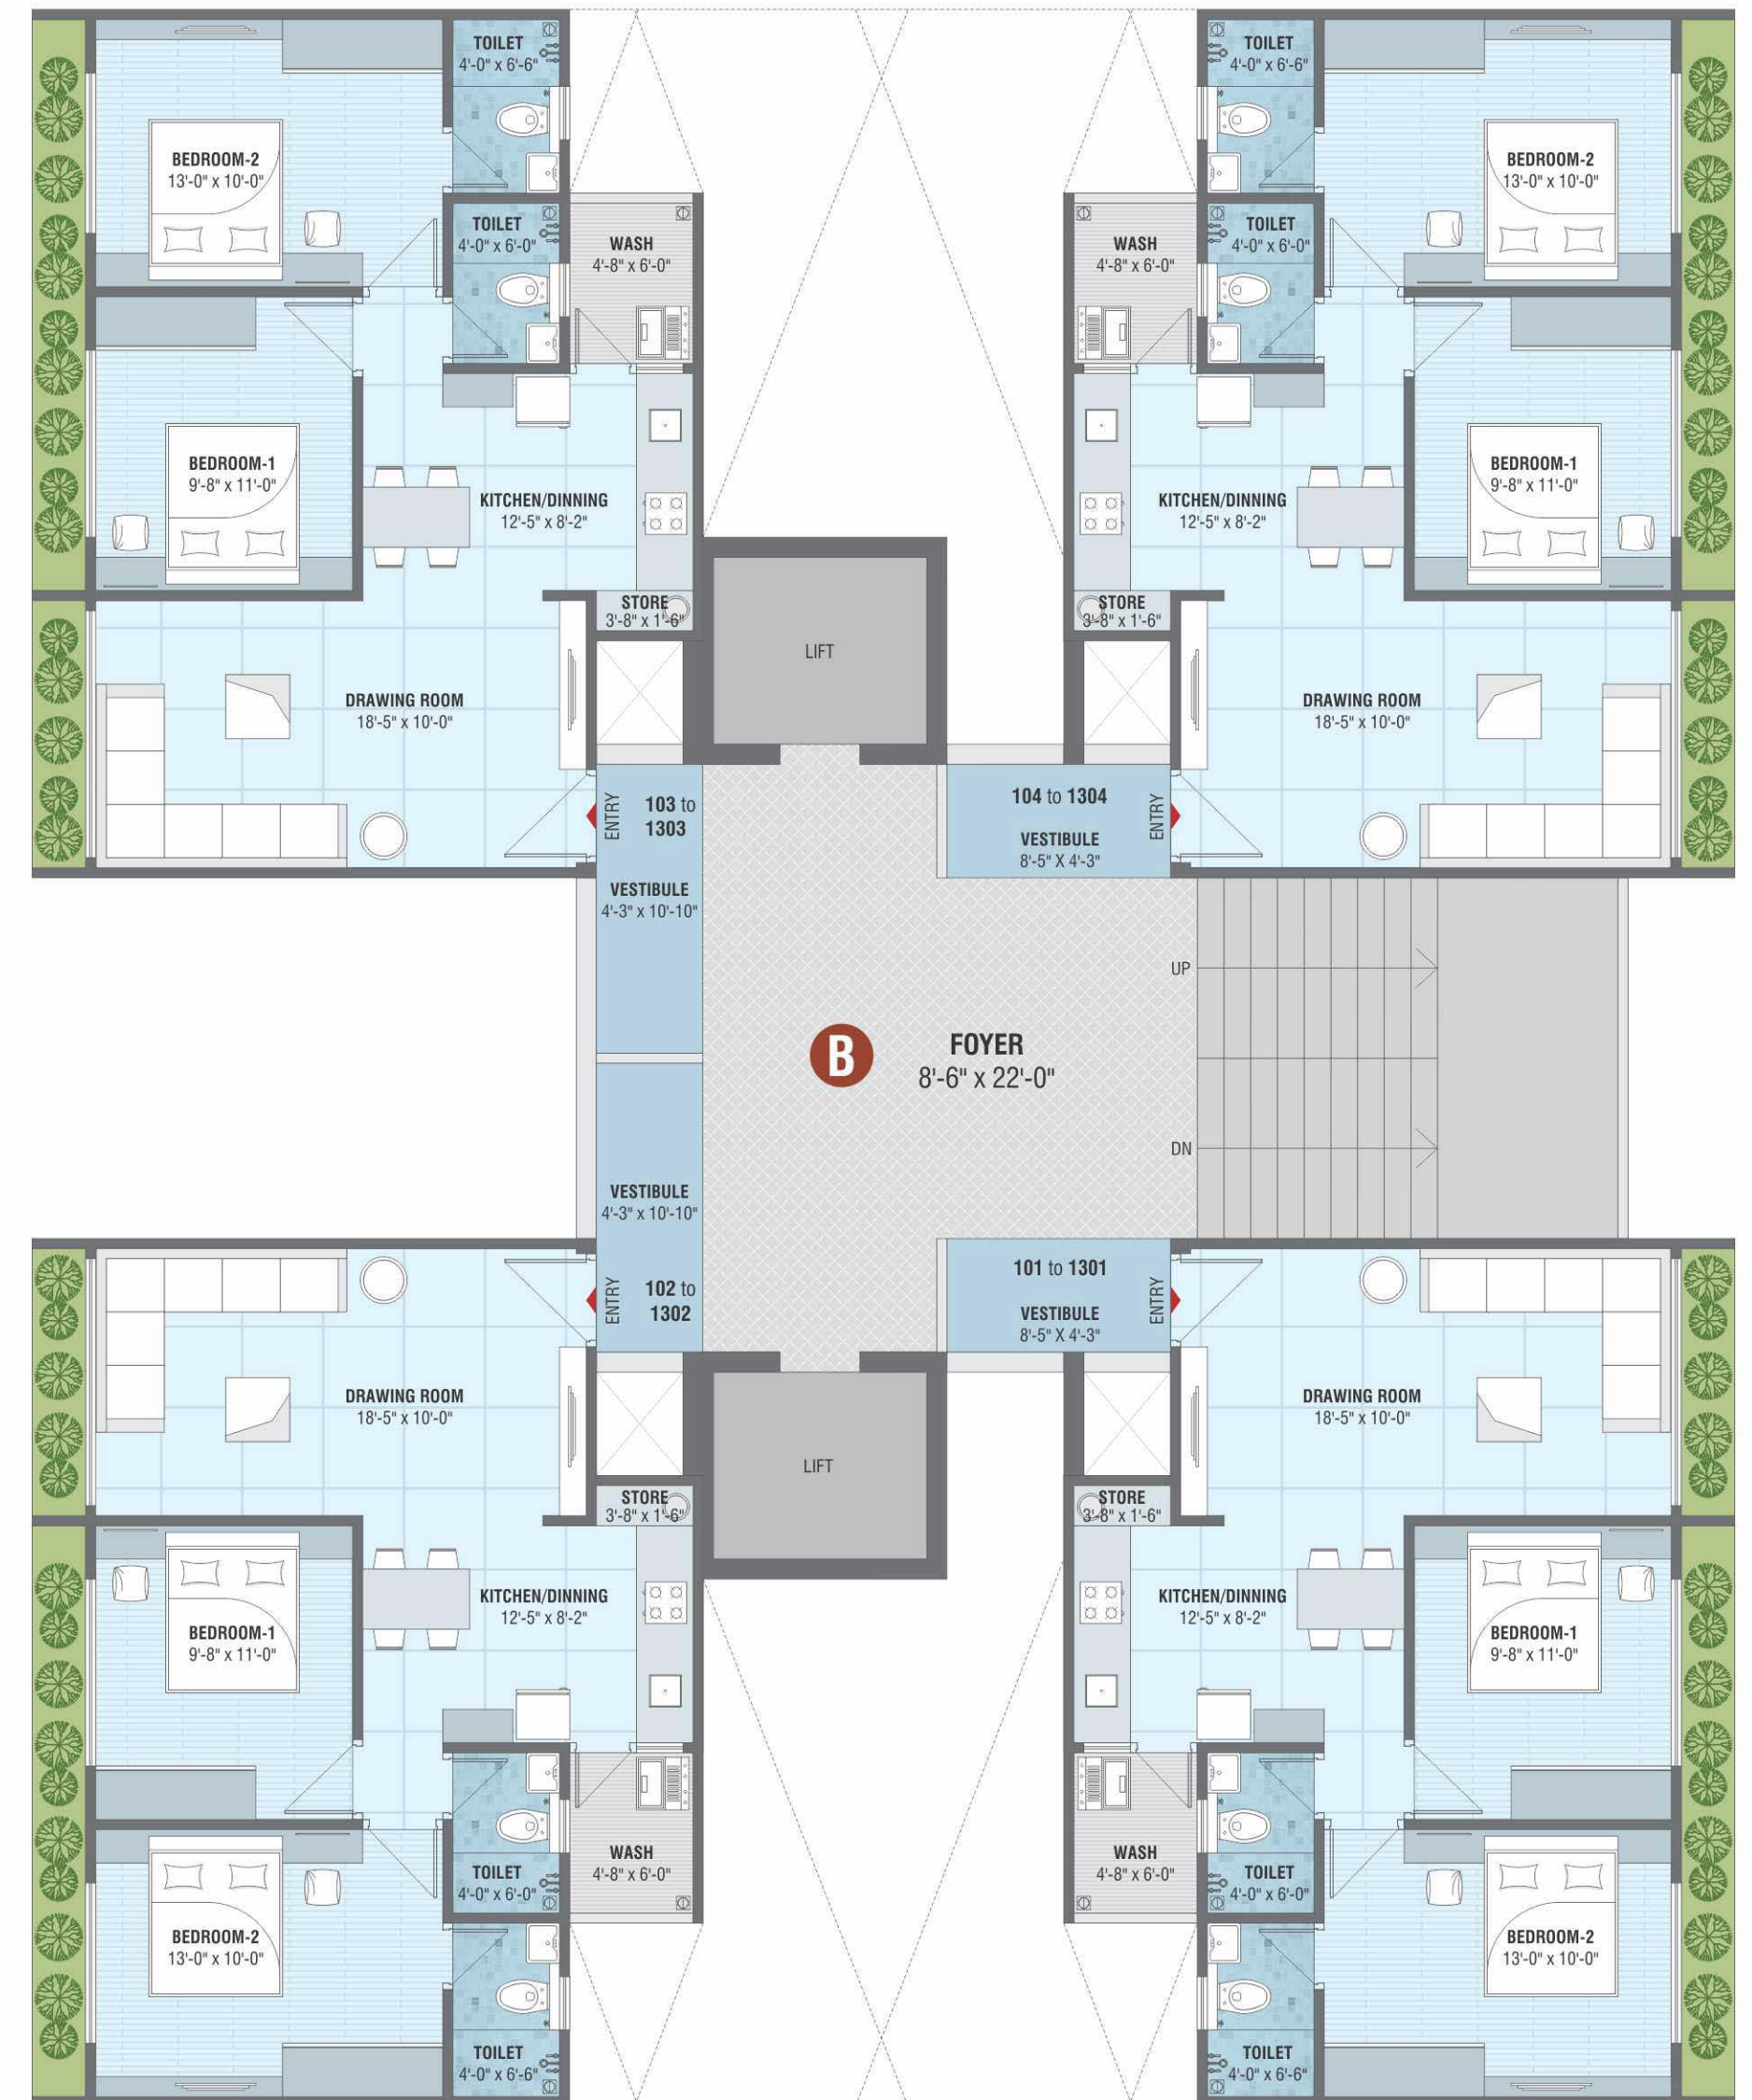 TOILET
4'-0" x 6'-6"
BEDROOM-2
13'-0" x 10'-0"
TOILET
4'-0" x 6'-0"
WASH
4'-8" x 6'-0"
BEDROOM-1
9'-8" x 11'-0"
KITCHEN/DINNING
12'-5" x 8'-2"
STORE
3'-8" x 1'-6"
DRAWING ROOM
18'-5" x 10'-0"
TOILET
4'-0" x 6'-6"
BEDROOM-2
13'-0" x 10'-0"
WASH
4'-8" x 6'-0"
TOILET
4'-0" x 6'-0"
BEDROOM-1
9'-8" x 11'-0"
KITCHEN/DINNING
12'-5" x 8'-2"
STORE
3'-8" x 1'-6"
DRAWING ROOM
18'-5" x 10'-0"
LIFT
ENTRY
103 to
1303
VESTIBULE
4'-3" x 10'-10"
104 to 1304
VESTIBULE
8'-5" X 4'-3"
ENTRY
UP
B
FOYER
8'-6" x 22'-0"
DN
VESTIBULE
4'-3" x 10'-10"
ENTRY
102 to
1302
101 to 1301
VESTIBULE
8'-5" X 4'-3"
ENTRY
LIFT
DRAWING ROOM
18'-5" x 10'-0"
STORE
3'-8" x 1'-6"
KITCHEN/DINNING
12'-5" x 8'-2"
BEDROOM-1
9'-8" x 11'-0"
WASH
4'-8" x 6'-0"
TOILET
4'-0" x 6'-0"
BEDROOM-2
13'-0" x 10'-0"
TOILET
4'-0" x 6'-6"
DRAWING ROOM
18'-5" x 10'-0"
STORE
3'-8" x 1'-6"
KITCHEN/DINNING
12'-5" x 8'-2"
BEDROOM-1
9'-8" x 11'-0"
WASH
4'-8" x 6'-0"
TOILET
4'-0" x 6'-0"
BEDROOM-2
13'-0" x 10'-0"
TOILET
4'-0" x 6'-6"